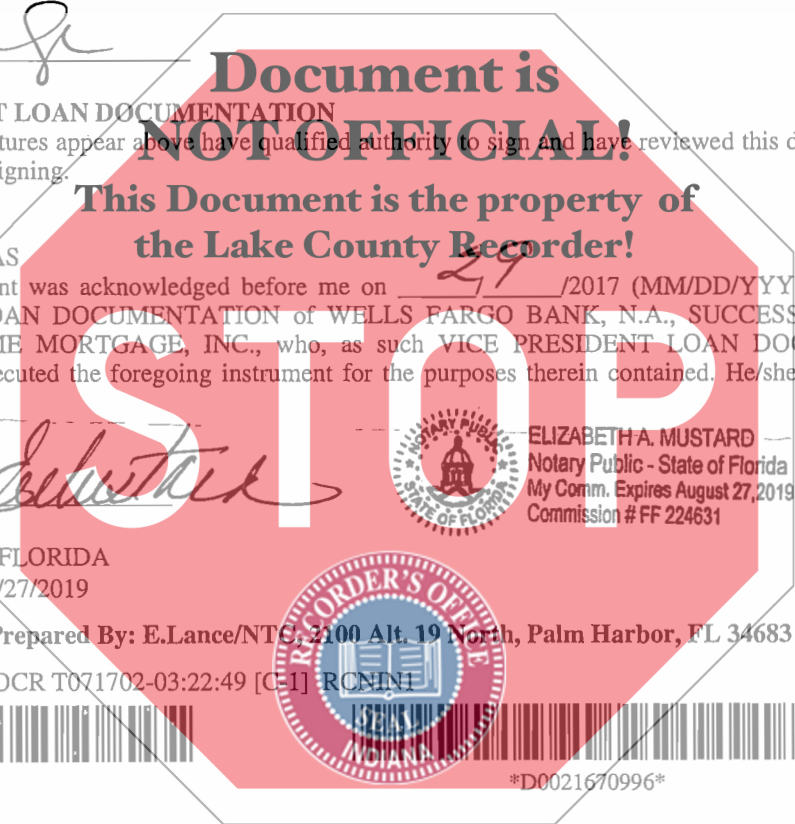 Document is
T LOAN DOCUMENTATION
tures appear above have qualified authority to sign and have reviewed this d
NOT OFFICIAL!
igning.
This Document is the property of
the Lake County Recorder!
AS
nt was acknowledged before me on 29 /2017 (MM/DD/YYY
OAN DOCUMENTATION of WELLS FARGO BANK, N.A., SUCCESS
ME MORTGAGE, INC., who, as such VICE PRESIDENT LOAN DOC
ecuted the foregoing instrument for the purposes therein contained. He/she
STOP
NOTARY PUBLIC
STATE OF FLORIDA
ELIZABETH A. MUSTARD
Notary Public - State of Florida
My Comm. Expires August 27, 2019
Commission # FF 224631
FLORIDA
/27/2019
RECORDER'S OFFICE
Prepared By: E.Lance/NTC, 2100 Alt. 19 North, Palm Harbor, FL 34683
OCR T071702-03:22:49 [C-1] RCNIN1
SEAL
INDIANA
*D0021670996*